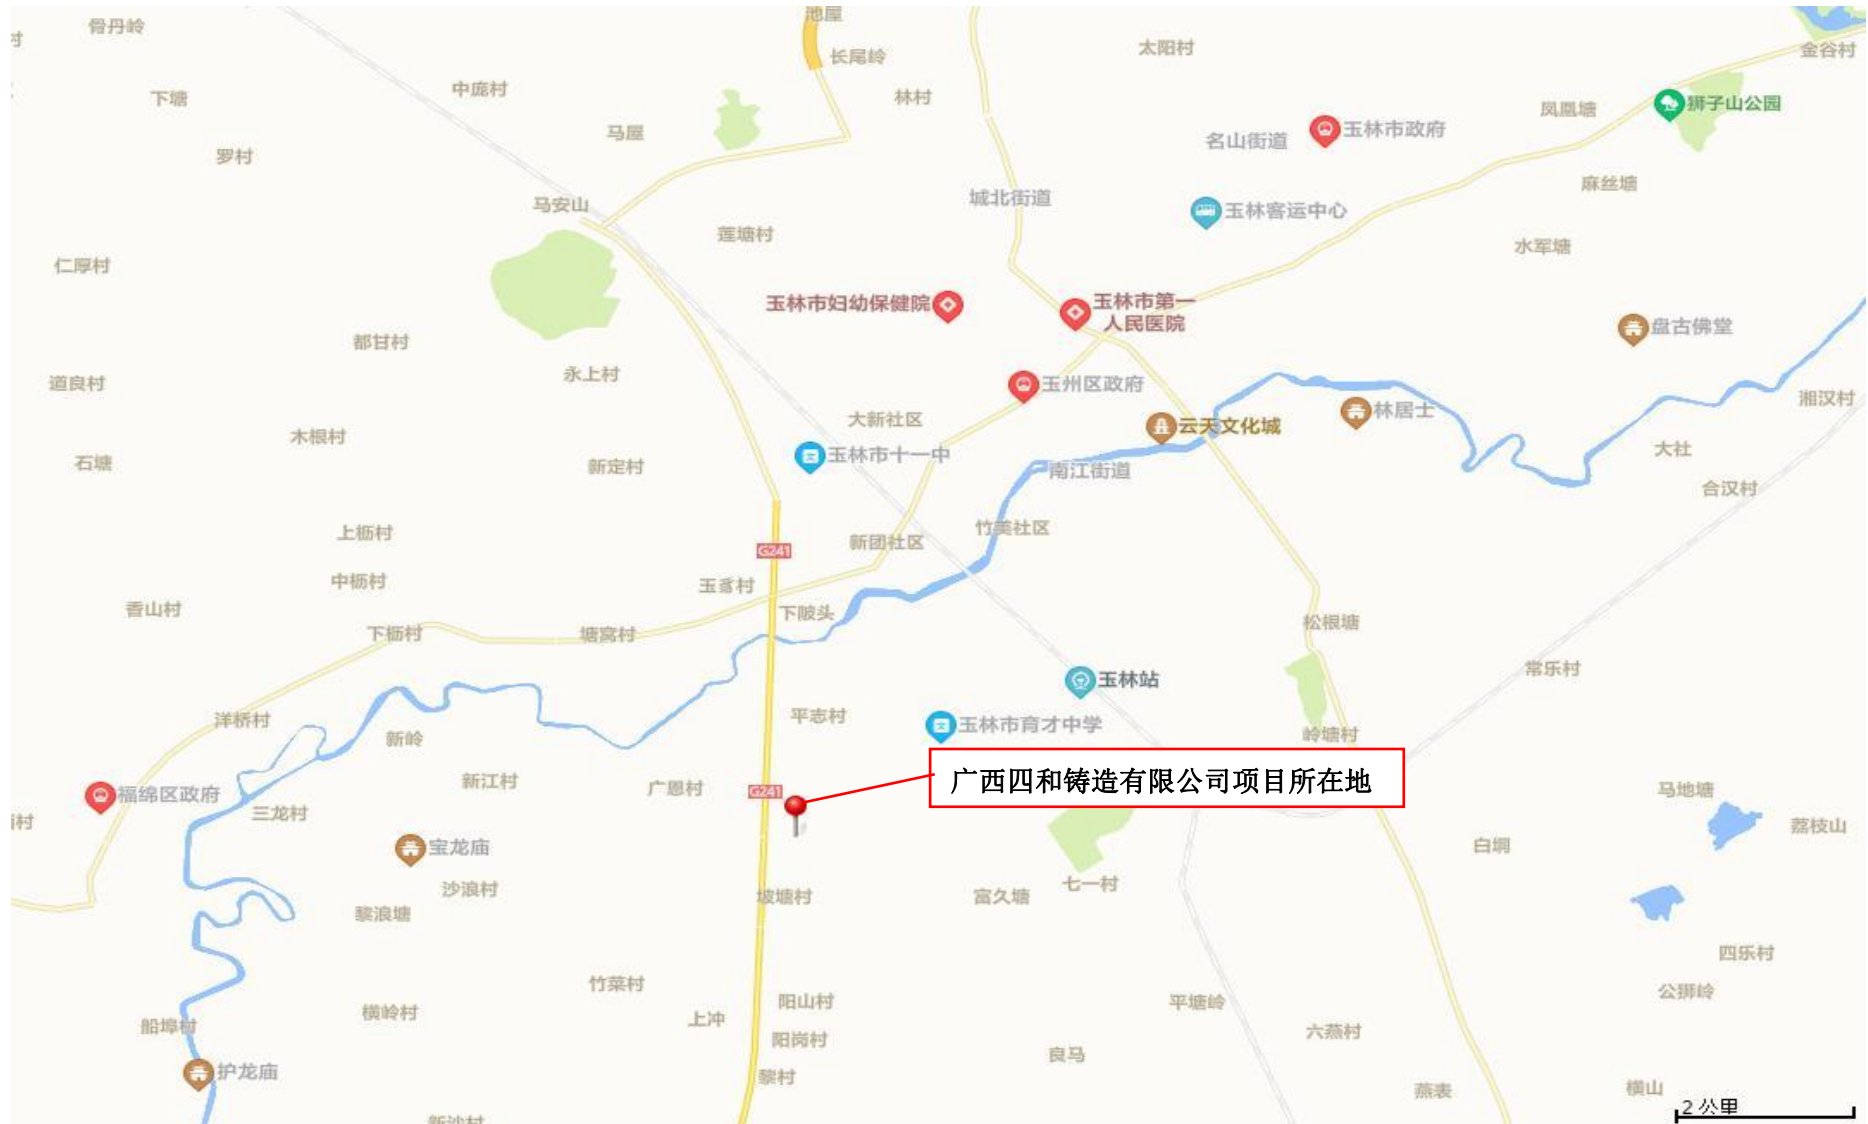 池屋
骨丹岭
村
长尾岭
太阳村
金谷村
中庞村
下塘
林村
凤凰塘
狮子山公园
马屋
名山街道
玉林市政府
罗村
麻丝塘
马安山
城北街道
玉林客运中心
莲塘村
水军塘
仁厚村
玉林市妇幼保健院
玉林市第一
人民医院
盘古佛堂
都甘村
永上村
道良村
玉州区政府
湘汉村
大新社区
林居士
云天文化城
木根村
石塘
新定村
玉林市十一中
南江街道
大社
合汉村
上枥村
新团社区
竹美社区
G241
中枥村
玉豸村
香山村
下陂头
下枥村
塘窝村
松根塘
常乐村
玉林站
洋桥村
平志村
玉林市育才中学
新岭
岭塘村
新江村
广恩村
G241
广西四和铸造有限公司项目所在地
福绵区政府
马地塘
三龙村
村
荔枝山
宝龙庙
白垌
沙浪村
坡塘村
富久塘
七一村
黎浪塘
四乐村
竹菜村
公狮岭
横岭村
上冲
阳山村
平塘岭
船埠村
阳岗村
六燕村
良马
护龙庙
黎村
燕表
横山
2 公里
新沙村